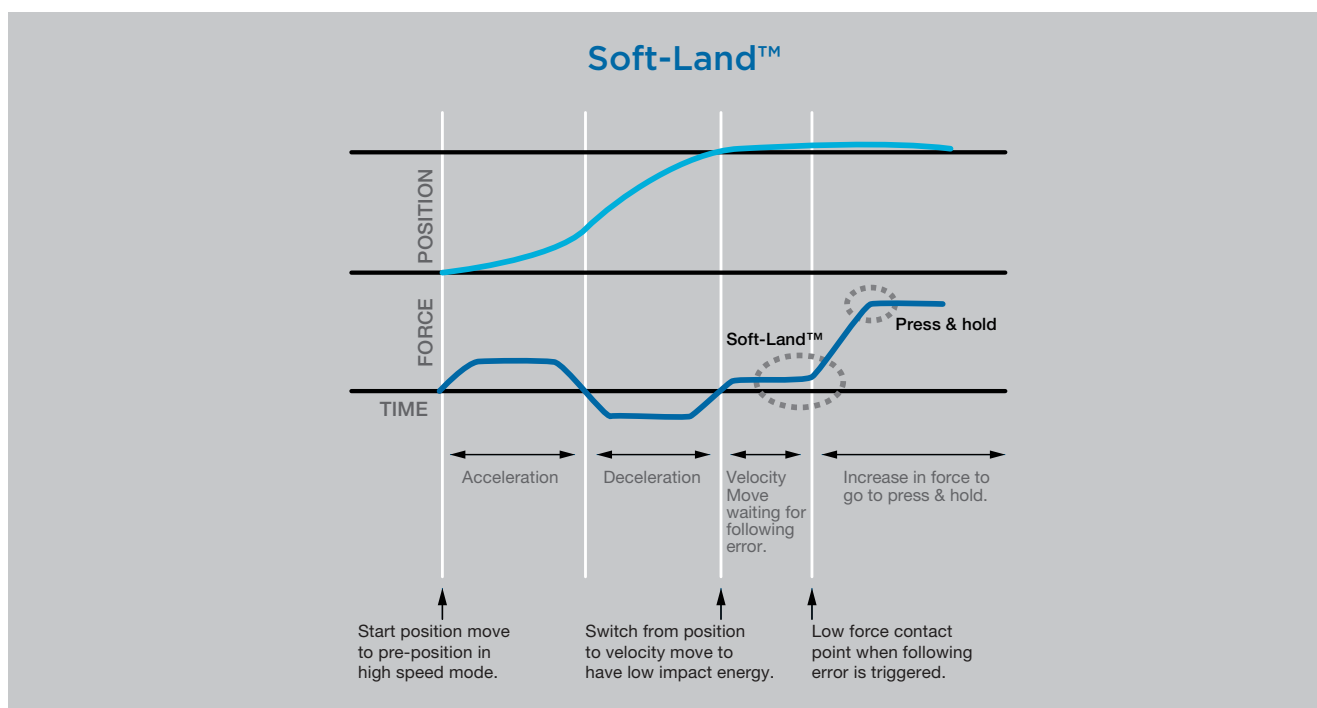 Soft-Land™
POSITION
FORCE
Press & hold
Soft-Land™
TIME
Acceleration
Deceleration
Velocity
Move
waiting for
following
error.
Increase in force to
go to press & hold.
Start position move
to pre-position in
high speed mode.
Switch from position
to velocity move to
have low impact energy.
Low force contact
point when following
error is triggered.